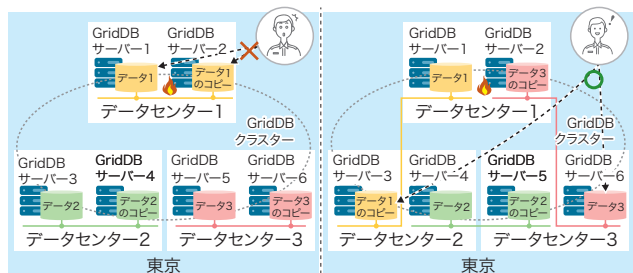 GridDB
サーバー1
GridDB
サーバー2
データ1
データ1
のコピー
データセンター1
GridDB
クラスター
GridDB
サーバー3
GridDB
サーバー4
データ2
データ2
のコピー
データセンター2
GridDB
サーバー5
GridDB
サーバー6
データ3
データ3
のコピー
データセンター3
東京
GridDB
サーバー1
GridDB
サーバー2
データ1
データ3
のコピー
データセンター1
GridDB
クラスター
GridDB
サーバー3
GridDB
サーバー4
データ1
のコピー
データ2
データセンター2
GridDB
サーバー5
GridDB
サーバー6
データ2
のコピー
データ3
データセンター3
東京